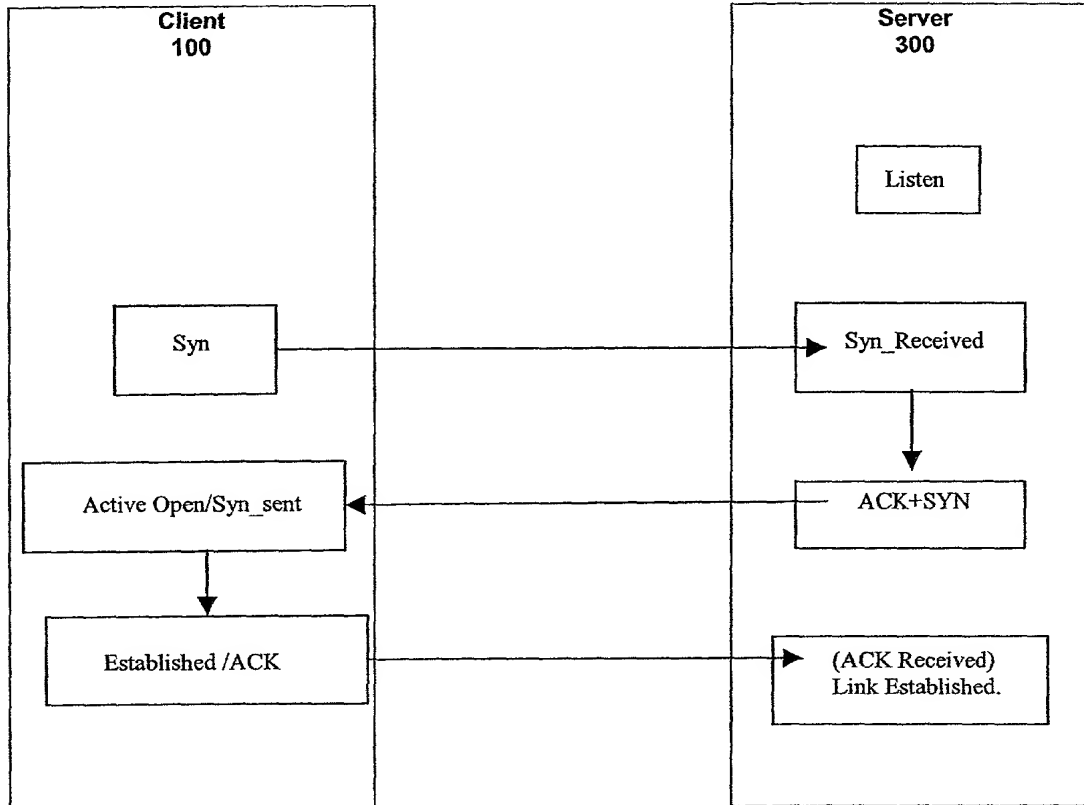 Client
100
Server
300
Listen
Syn
Syn_Received
Active Open/Syn_sent
ACK+SYN
Established /ACK
(ACK Received)
Link Established.